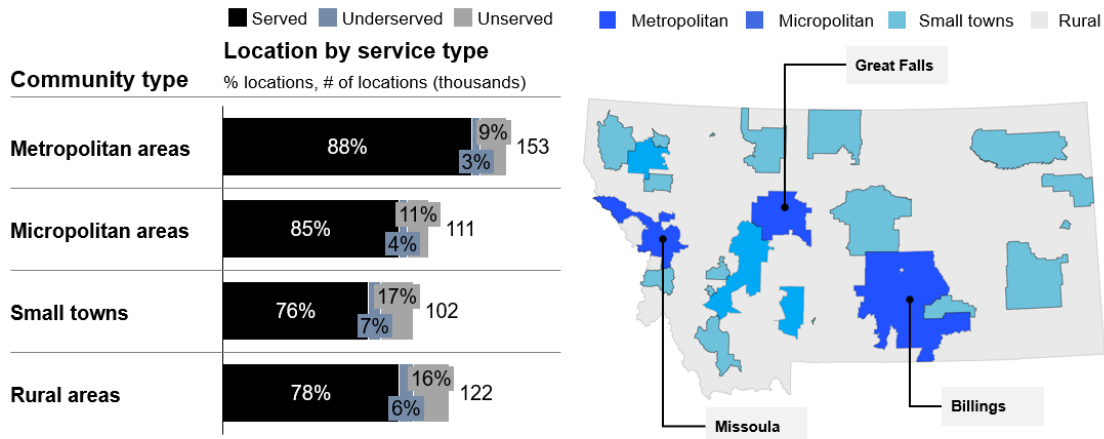 Served Underserved Unserved
Location by service type
Community type
% locations, # of locations (thousands)
Metropolitan areas 88% 3% 9% 153
Micropolitan areas 85% 4% 11% 111
Small towns 76% 7% 17% 102
Rural areas 78% 6% 16% 122
Metropolitan Micropolitan Small towns Rural
Great Falls
Billings
Missoula